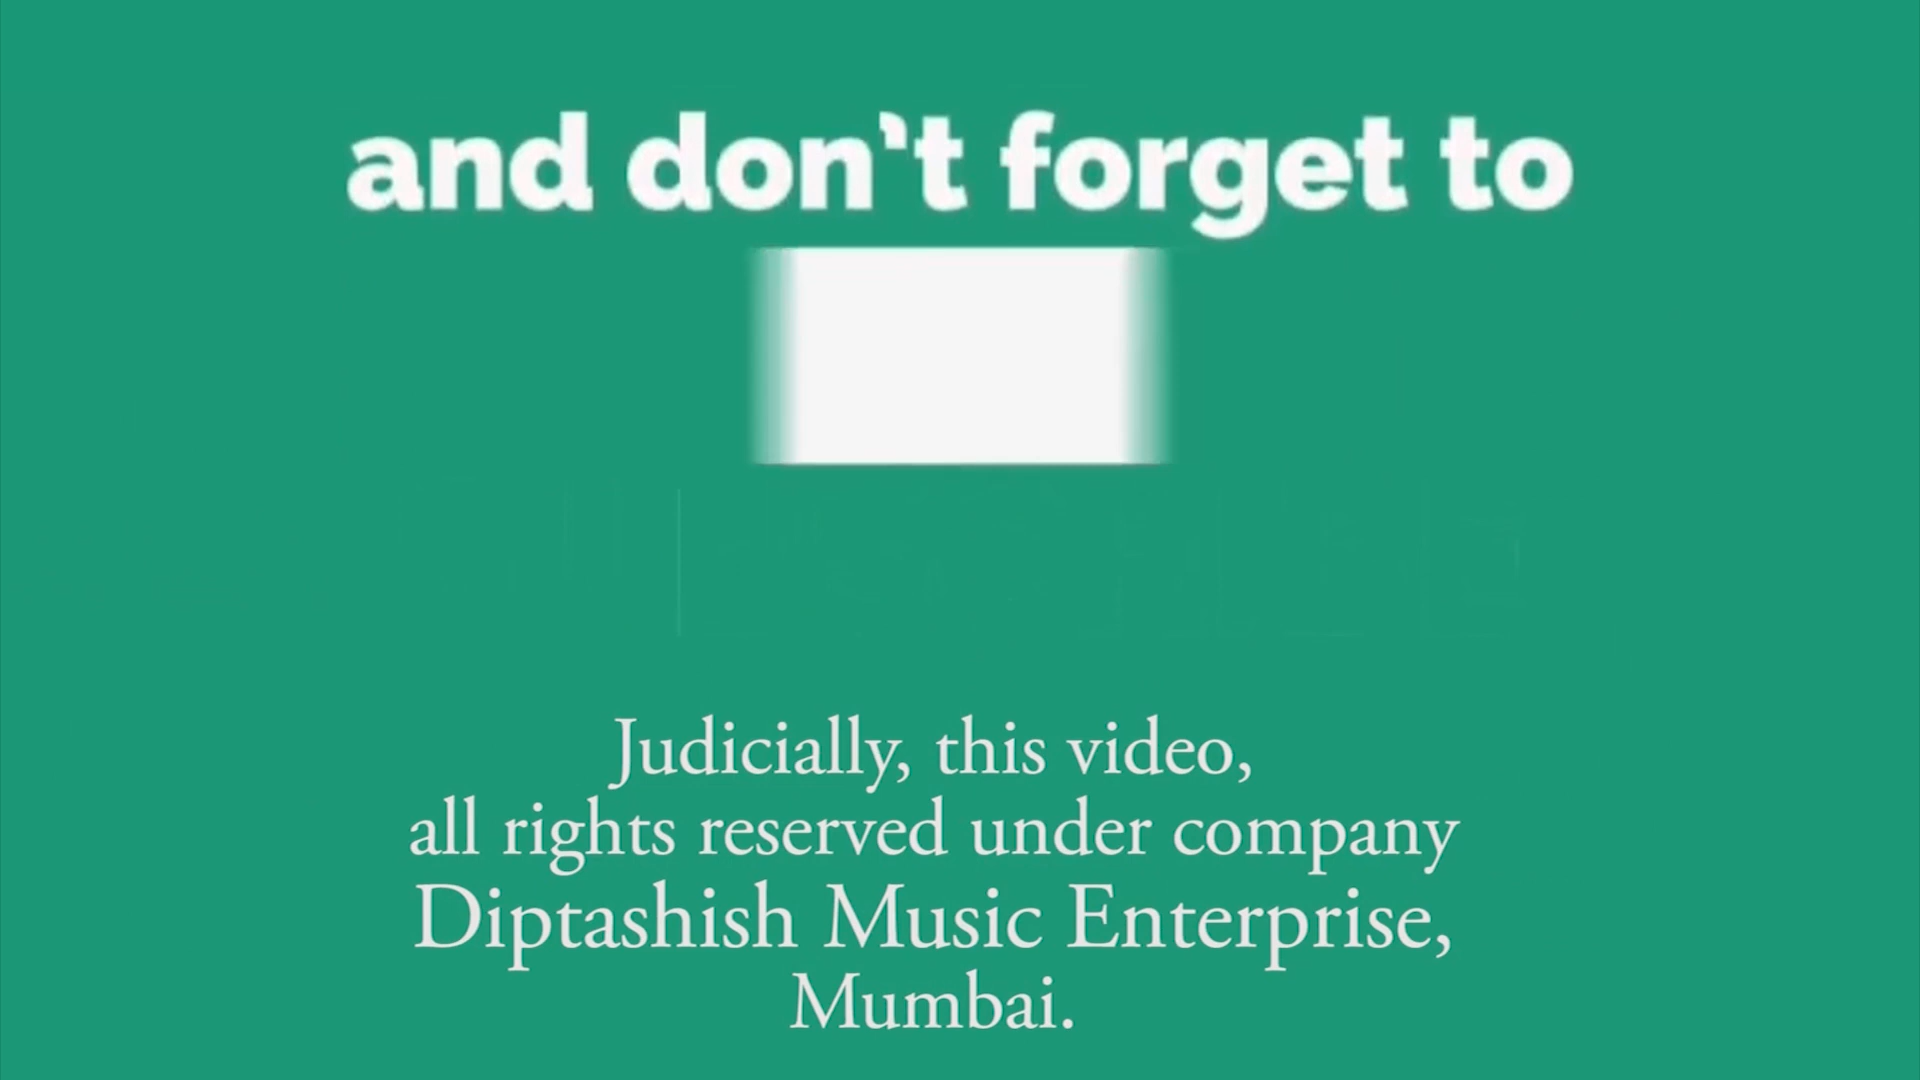 and don't forget to
Judicially, this video,
all rights reserved under company
Diptashish Music Enterprise,
Mumbai.